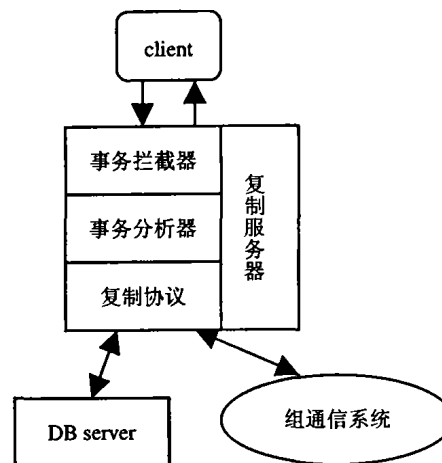 client
事务拦截器
事务分析器
复制协议
复制服务器
DB server
组通信系统